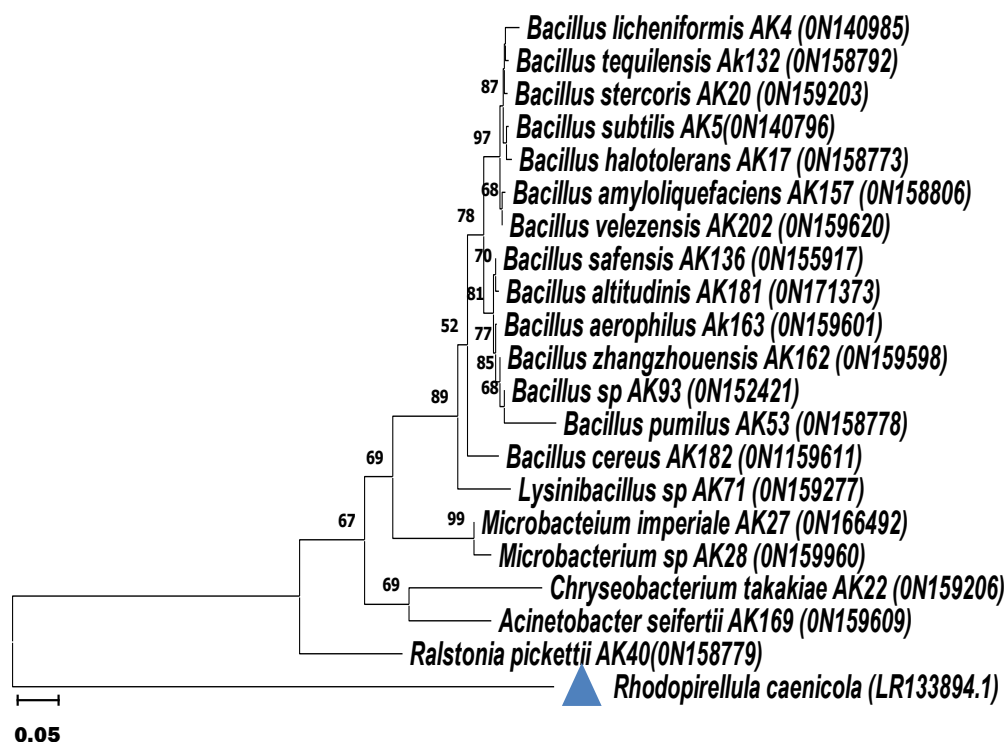 Bacillus licheniformis AK4 (0N140985)
Bacillus tequilensis Ak132 (0N158792)
87
Bacillus stercoris AK20 (0N159203)
Bacillus subtilis AK5(0N140796)
97
Bacillus halotolerans AK17 (0N158773)
68
Bacillus amyloliquefaciens AK157 (0N158806)
78
Bacillus velezensis AK202 (0N159620)
70
Bacillus safensis AK136 (0N155917)
81
Bacillus altitudinis AK181 (0N171373)
52
77
Bacillus aerophilus Ak163 (0N159601)
85
Bacillus zhangzhouensis AK162 (0N159598)
68
Bacillus sp AK93 (0N152421)
89
Bacillus pumilus AK53 (0N158778)
69
Bacillus cereus AK182 (0N1159611)
Lysinibacillus sp AK71 (0N159277)
67
99
Microbacteium imperiale AK27 (0N166492)
Microbacterium sp AK28 (0N159960)
69
Chryseobacterium takakiae AK22 (0N159206)
Acinetobacter seifertii AK169 (0N159609)
Ralstonia pickettii AK40(0N158779)
Rhodopirellula caenicola (LR133894.1)
0.05